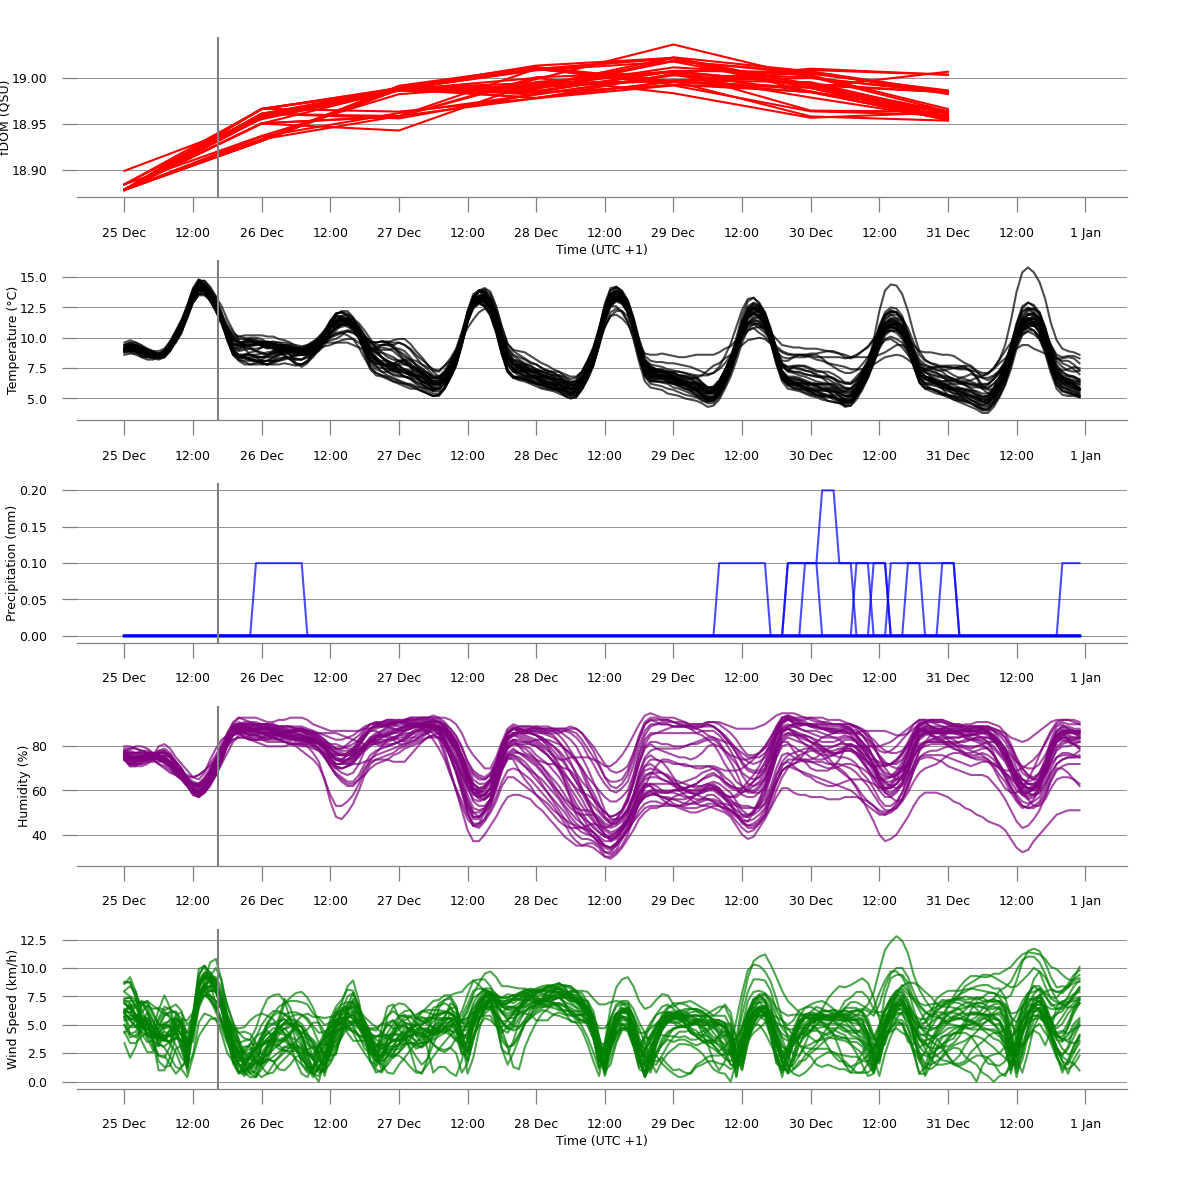 fDOM (QSU)
19.00
18.95
18.90
25 Dec 12:00 26 Dec 12:00 27 Dec 12:00 28 Dec 12:00 29 Dec 12:00 30 Dec 12:00 31 Dec 12:00 1 Jan
Time (UTC +1)
Temperature (°C)
15.0
12.5
10.0
7.5
5.0
25 Dec 12:00 26 Dec 12:00 27 Dec 12:00 28 Dec 12:00 29 Dec 12:00 30 Dec 12:00 31 Dec 12:00 1 Jan
Precipitation (mm)
0.20
0.15
0.10
0.05
0.00
25 Dec 12:00 26 Dec 12:00 27 Dec 12:00 28 Dec 12:00 29 Dec 12:00 30 Dec 12:00 31 Dec 12:00 1 Jan
Humidity (%)
80
60
40
25 Dec 12:00 26 Dec 12:00 27 Dec 12:00 28 Dec 12:00 29 Dec 12:00 30 Dec 12:00 31 Dec 12:00 1 Jan
Wind Speed (km/h)
12.5
10.0
7.5
5.0
2.5
0.0
25 Dec 12:00 26 Dec 12:00 27 Dec 12:00 28 Dec 12:00 29 Dec 12:00 30 Dec 12:00 31 Dec 12:00 1 Jan
Time (UTC +1)